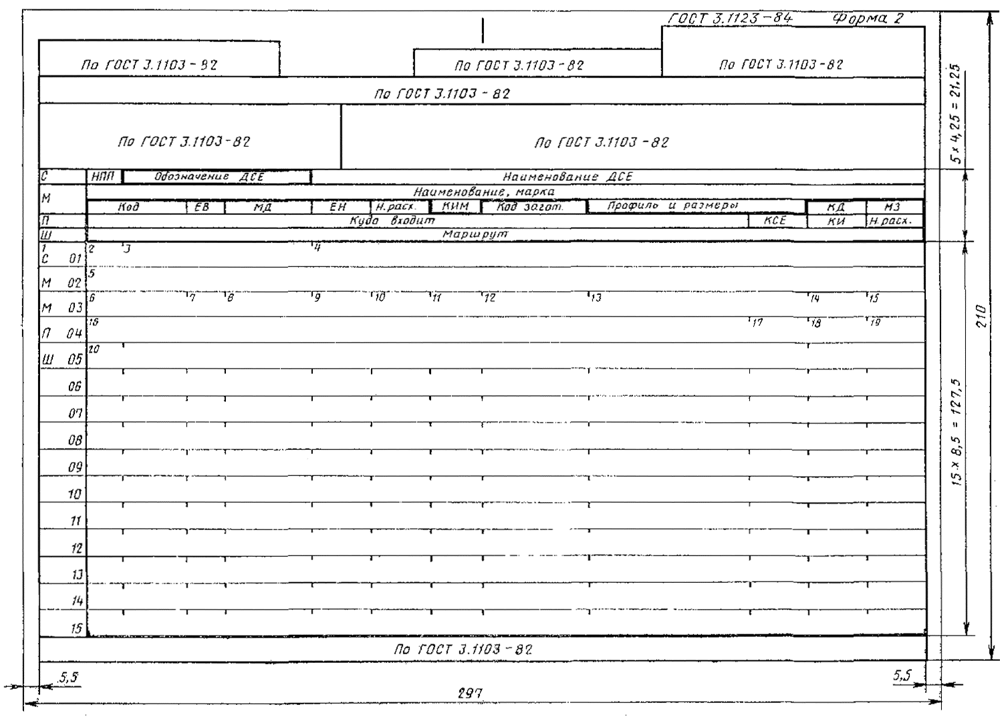 ГОСТ 3.1123-84 Форма 2
По ГОСТ 3.1103-82 По ГОСТ 3.1103-82 По ГОСТ 3.1103-82
По ГОСТ 3.1103-82
По ГОСТ 3.1103-82 По ГОСТ 3.1103-82
5 x 4,25 = 21,25
С НПП Обозначение ДСЕ Наименование ДСЕ
М Наименование, марка
Код ЕВ МД ЕН Н.расх. КИМ Код загот. Профиль и размеры КД МЗ
П Куда входит КСЕ КИ Н.расх.
Ш Маршрут
1 2 3 4
С 01
5
М 02
6 7 8 9 10 11 12 13 14 15
М 03
16 17 18 19
П 04
20
Ш 05
06
07
08
09
10
11
12
13
14
15
210
15 x 8,5 = 127,5
По ГОСТ 3.1103-82
5,5 5,5
297